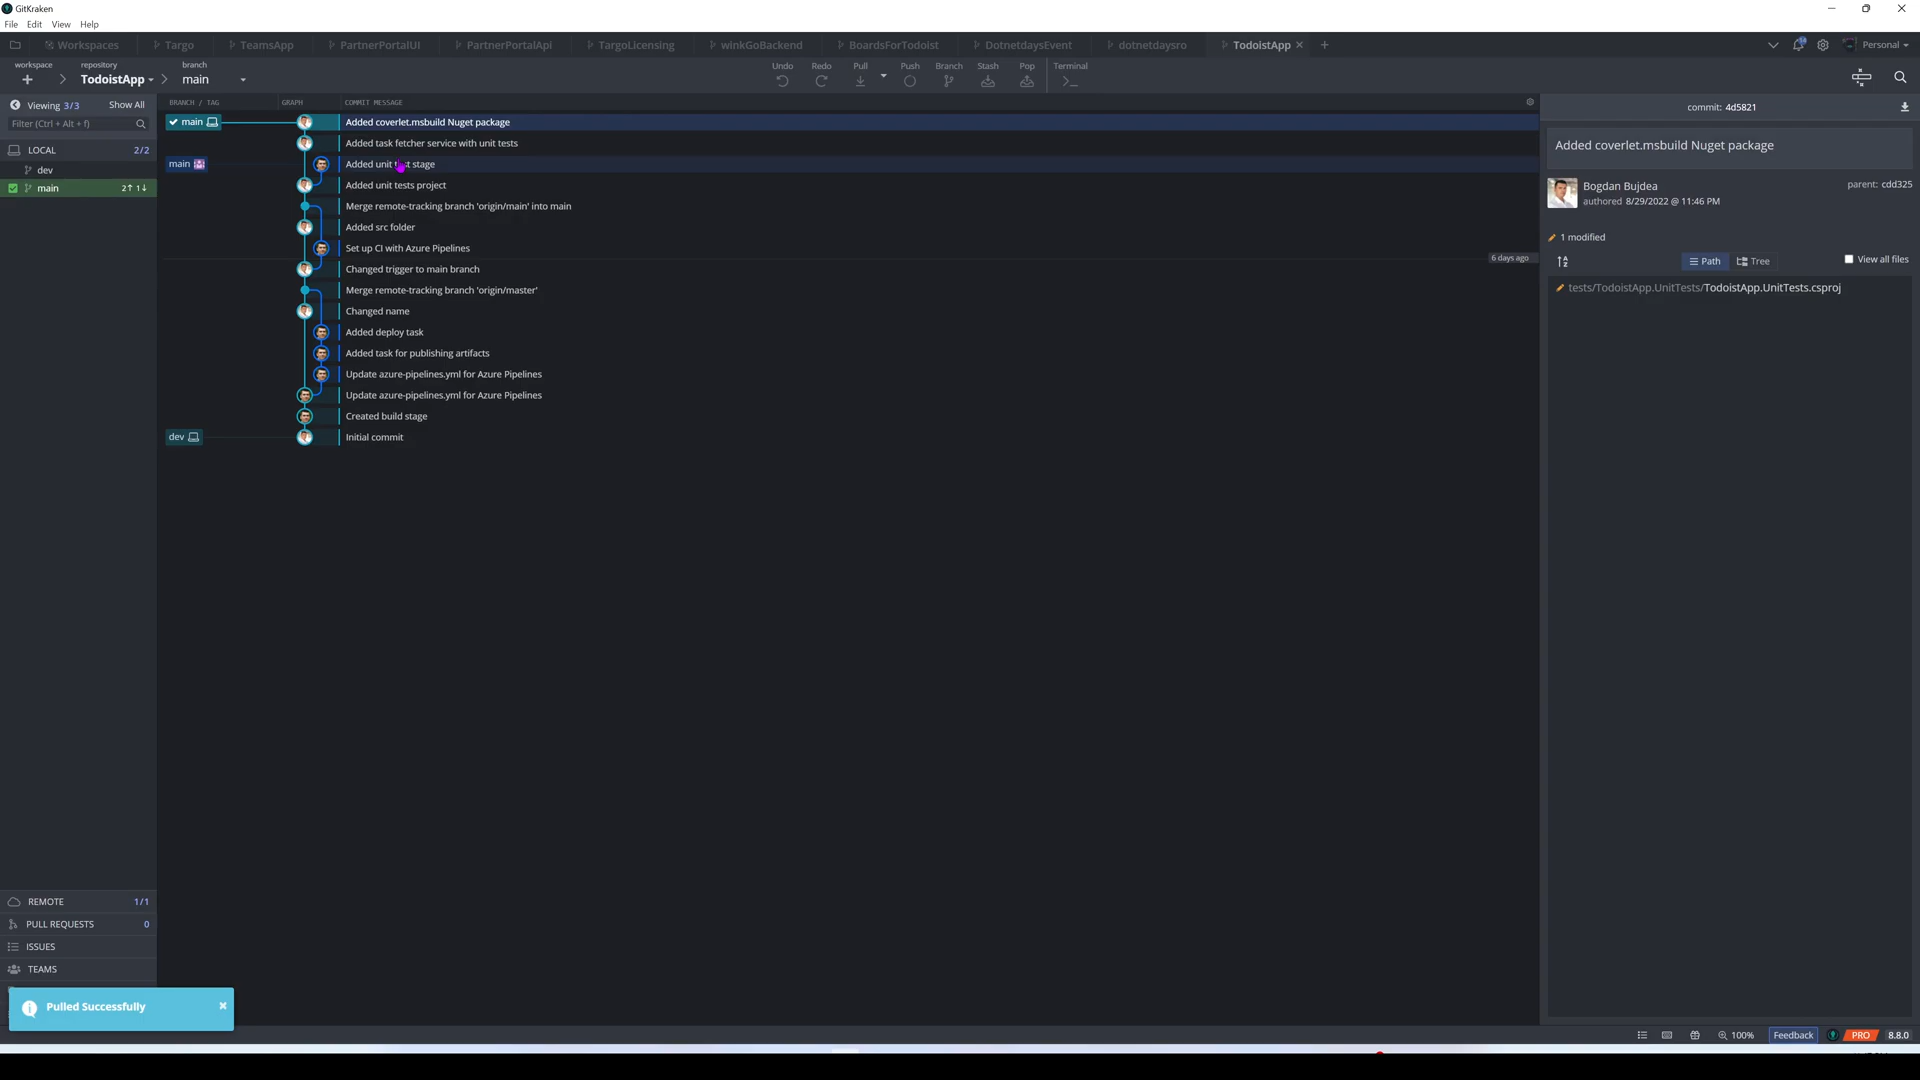 GitKraken
File Edit View Help
Workspaces Targo TeamsApp PartnerPortalUI PartnerPortalApi TargoLicensing winkGoBackend BoardsForTodoist DotnetdaysEvent dotnetdaysro TodoistApp Personal
workspace repository branch
TodoistApp main
Undo Redo Pull Push Branch Stash Pop Terminal
Viewing 3/3 Show All
Filter (Ctrl + Alt + f)
LOCAL 2/2
dev
main 2↑ 1↓
REMOTE 1/1
PULL REQUESTS 0
ISSUES
TEAMS
Pulled Successfully
BRANCH / TAG GRAPH COMMIT MESSAGE
main Added coverlet.msbuild Nuget package
Added task fetcher service with unit tests
main Added unit test stage
Added unit tests project
Merge remote-tracking branch 'origin/main' into main
Added src folder
Set up CI with Azure Pipelines
6 days ago
Changed trigger to main branch
Merge remote-tracking branch 'origin/master'
Changed name
Added deploy task
Added task for publishing artifacts
Update azure-pipelines.yml for Azure Pipelines
Update azure-pipelines.yml for Azure Pipelines
Created build stage
dev Initial commit
commit: 4d5821
Added coverlet.msbuild Nuget package
Bogdan Bujdea parent: cdd325
authored 8/29/2022 @ 11:46 PM
1 modified
Path Tree View all files
tests/TodoistApp.UnitTests/TodoistApp.UnitTests.csproj
100% Feedback PRO 8.8.0